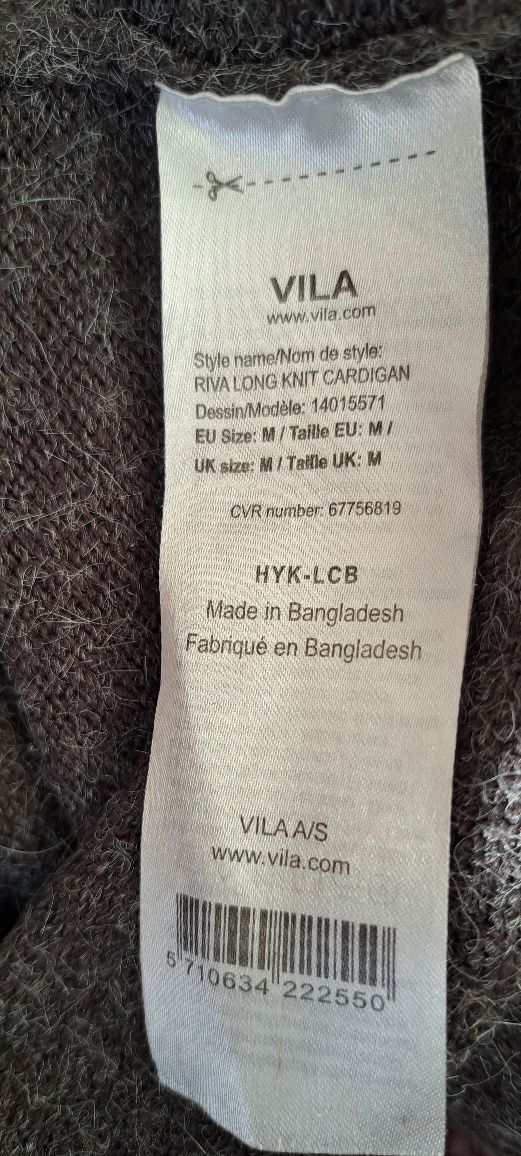 VILA
www.vila.com
Style name/Nom de style:
RIVA LONG KNIT CARDIGAN
Dessin/Modèle: 14015571
EU Size: M / Taille EU: M /
UK size: M / Taille UK: M
CVR number: 67756819
HYK-LCB
Made in Bangladesh
Fabriqué en Bangladesh
VILA A/S
www.vila.com
5 710634 222550